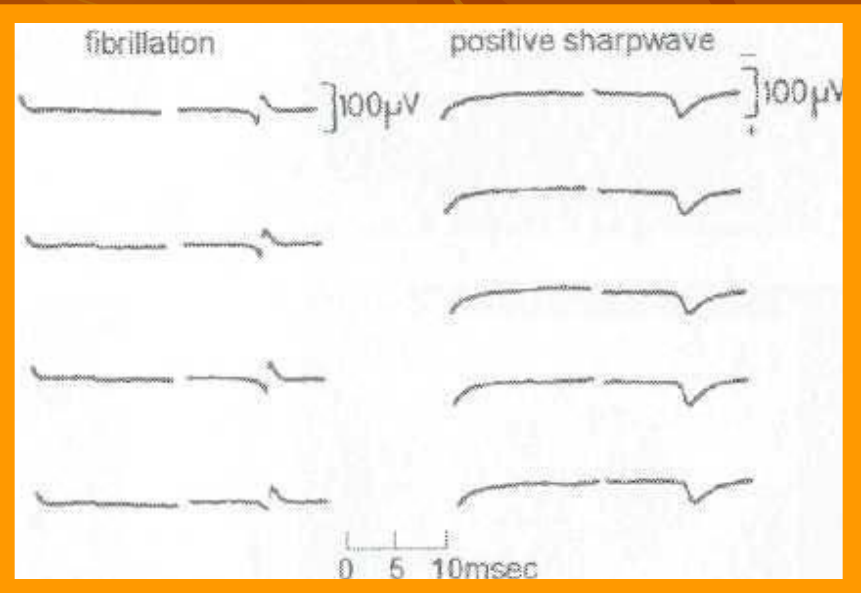 fibrillation
positive sharpwave
100μV
100μV
0 5 10msec